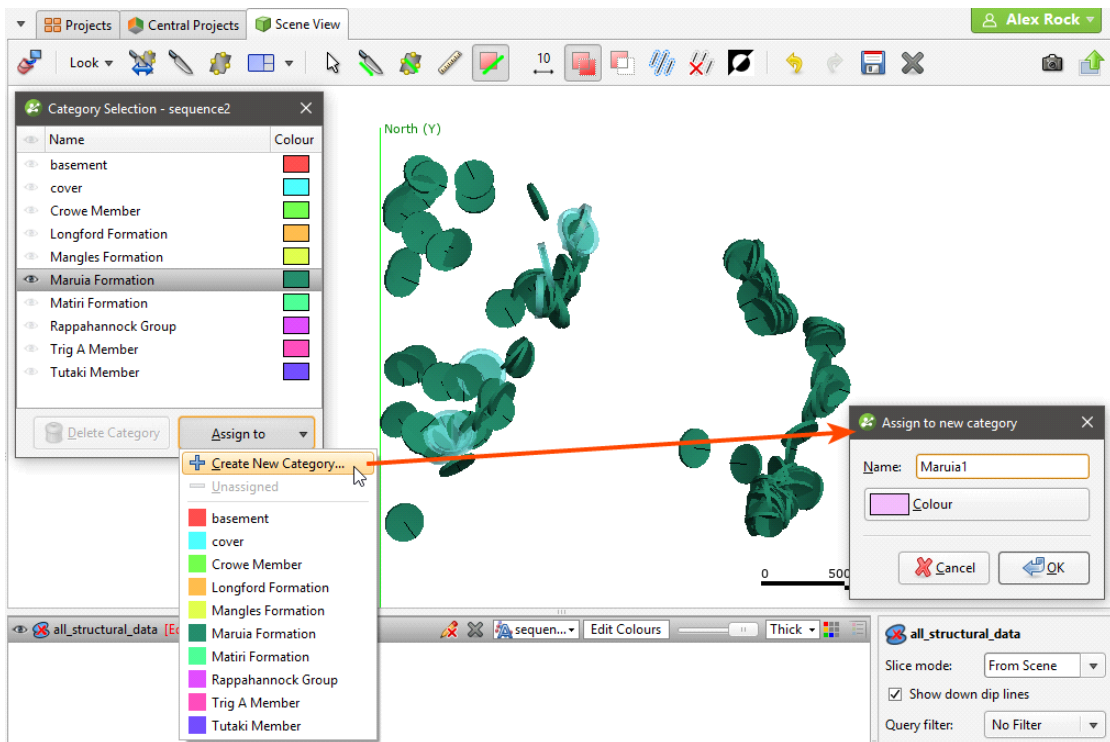 Projects
Central Projects
Scene View
Alex Rock
Look
10
Category Selection - sequence2
Name Colour
basement
cover
Crowe Member
Longford Formation
Mangles Formation
Maruia Formation
Matiri Formation
Rappahannock Group
Trig A Member
Tutaki Member
Delete Category
Assign to
Create New Category...
Unassigned
basement
cover
Crowe Member
Longford Formation
Mangles Formation
Maruia Formation
Matiri Formation
Rappahannock Group
Trig A Member
Tutaki Member
North (Y)
0 500
Assign to new category
Name: Maruia1
Colour
Cancel OK
all_structural_data
sequen...
Edit Colours
Thick
all_structural_data
Slice mode: From Scene
Show down dip lines
Query filter: No Filter